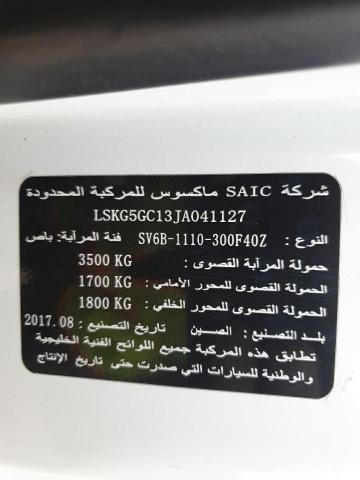 شركة SAIC ماكسوس للمركبة المحدودة
LSKG5GC13JA041127
النوع : SV6B-1110-300F40Z فئة المرآبة: باص
حمولة المرآبة القصوى : 3500 KG
الحمولة القصوى للمحور الأمامي : 1700 KG
الحمولة القصوى للمحور الخلفي : 1800 KG
بلد التصنيع : الصين تاريخ التصنيع : 2017.08
تطابق هذه المركبة جميع اللوائح الفنية الخليجية
والوطنية للسيارات التي صدرت حتى تاريخ الإنتاج